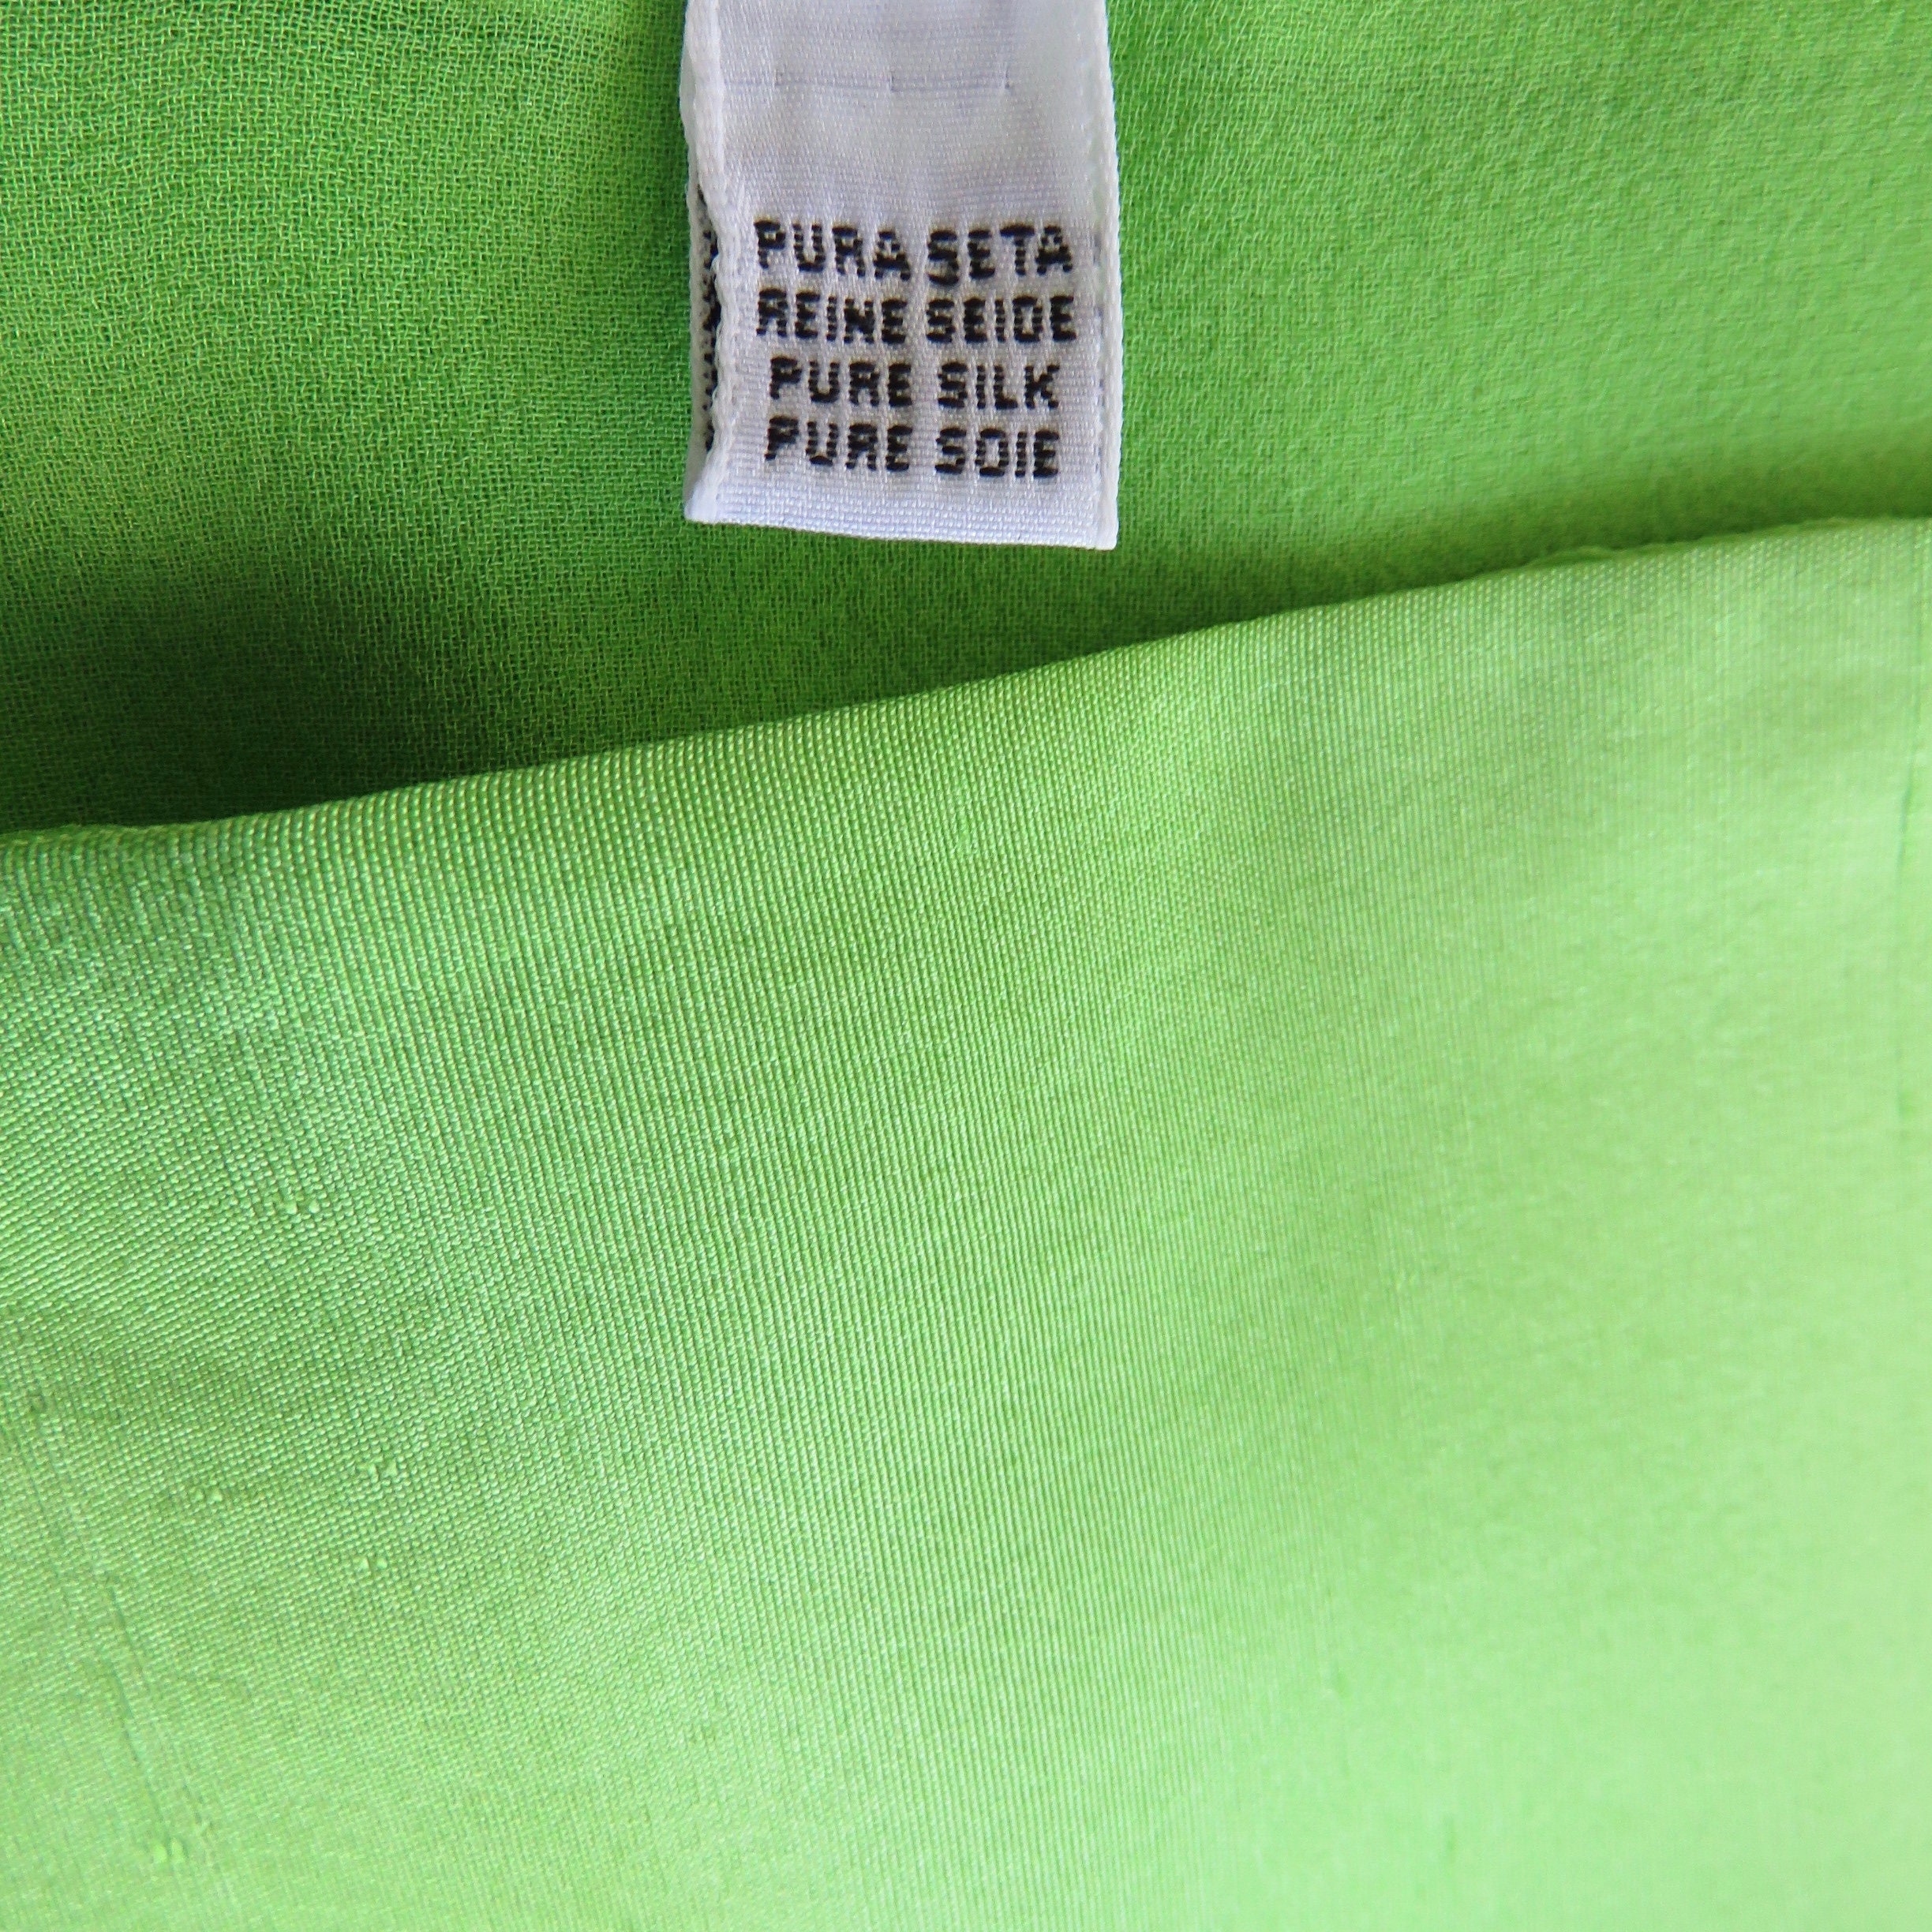 PURA SETA
REINE SEIDE
PURE SILK
PURE SOIE